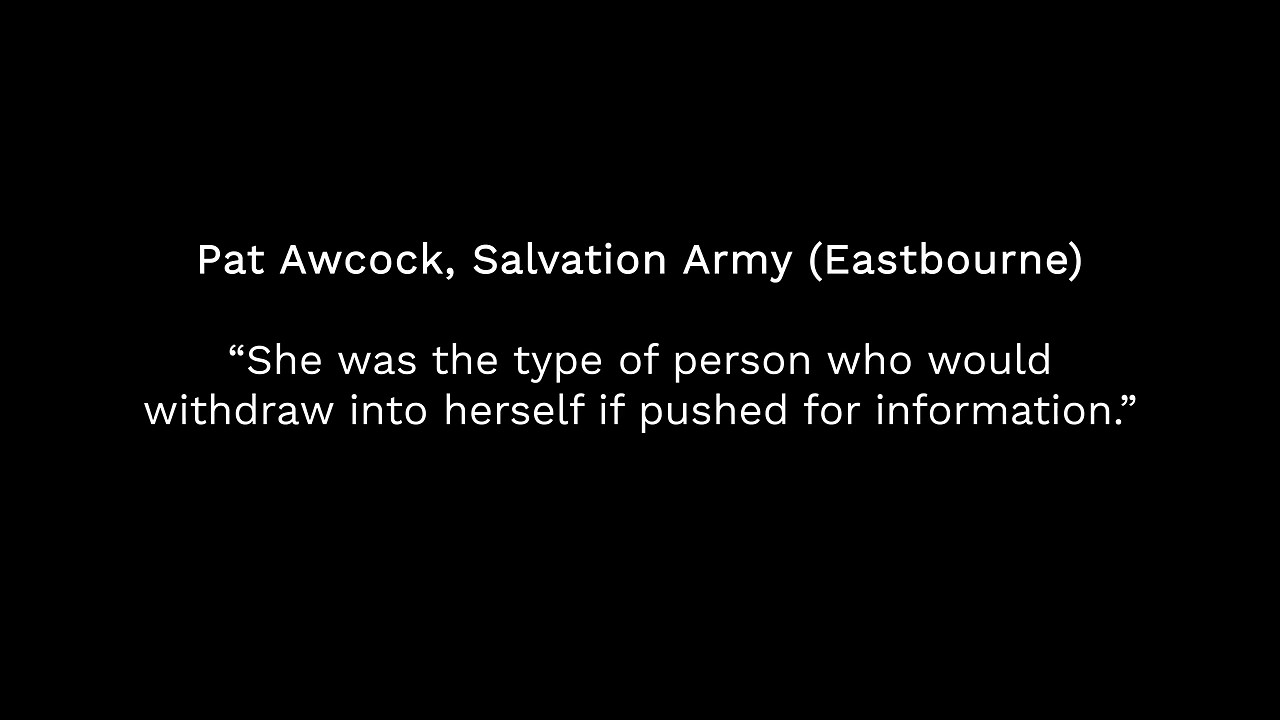 Pat Awcock, Salvation Army (Eastbourne)
“She was the type of person who would
withdraw into herself if pushed for information.”